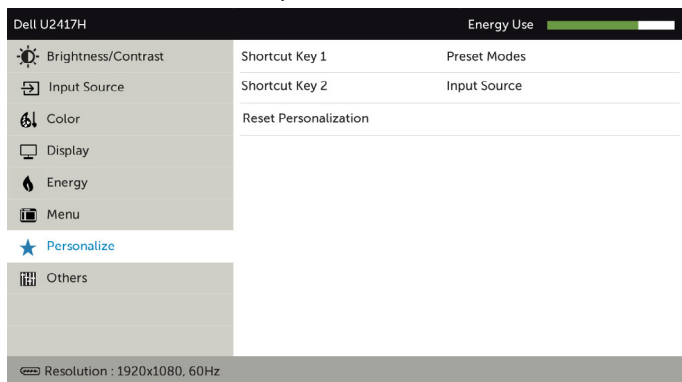 Dell U2417H Energy Use
Brightness/Contrast Shortcut Key 1 Preset Modes
Input Source Shortcut Key 2 Input Source
Color Reset Personalization
Display
Energy
Menu
Personalize
Others
Resolution : 1920x1080, 60Hz